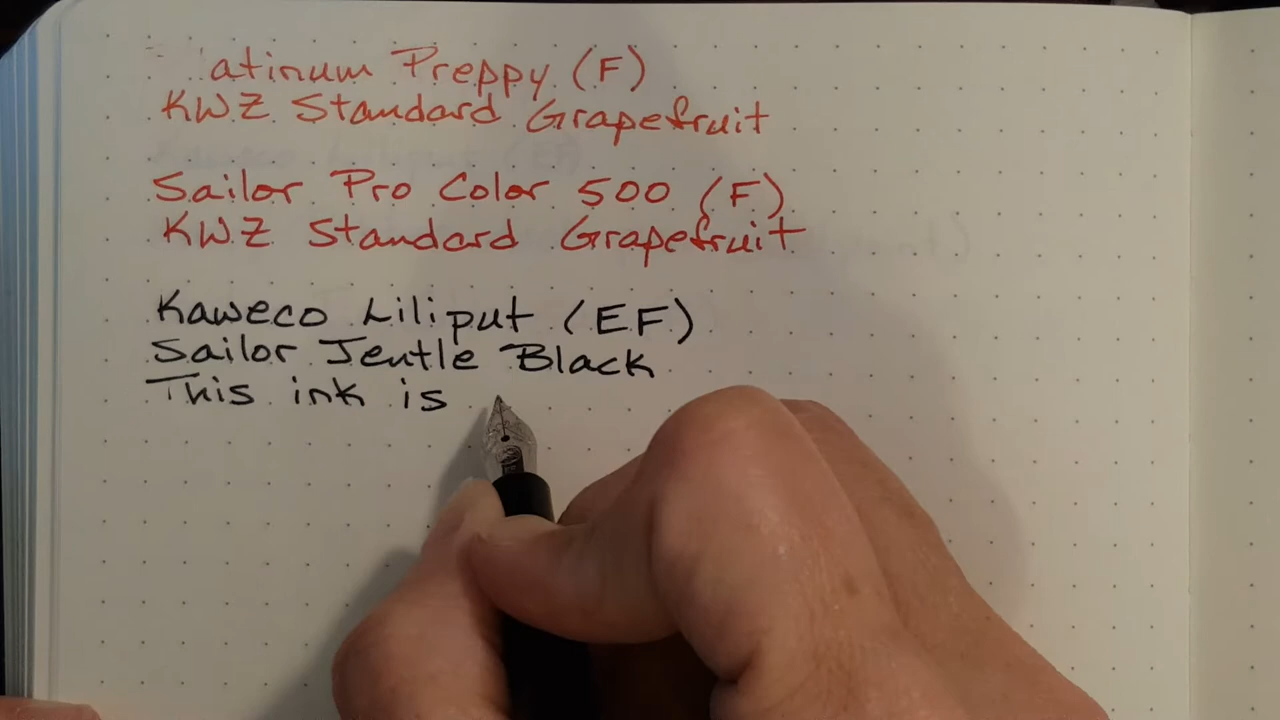 atinum Preppy (F)
KWZ Standard Grapefruit
Sailor Pro Color 500 (F)
KWZ Standard Grapefruit
Kaweco Liliput (EF)
Sailor Jentle Black
This ink is